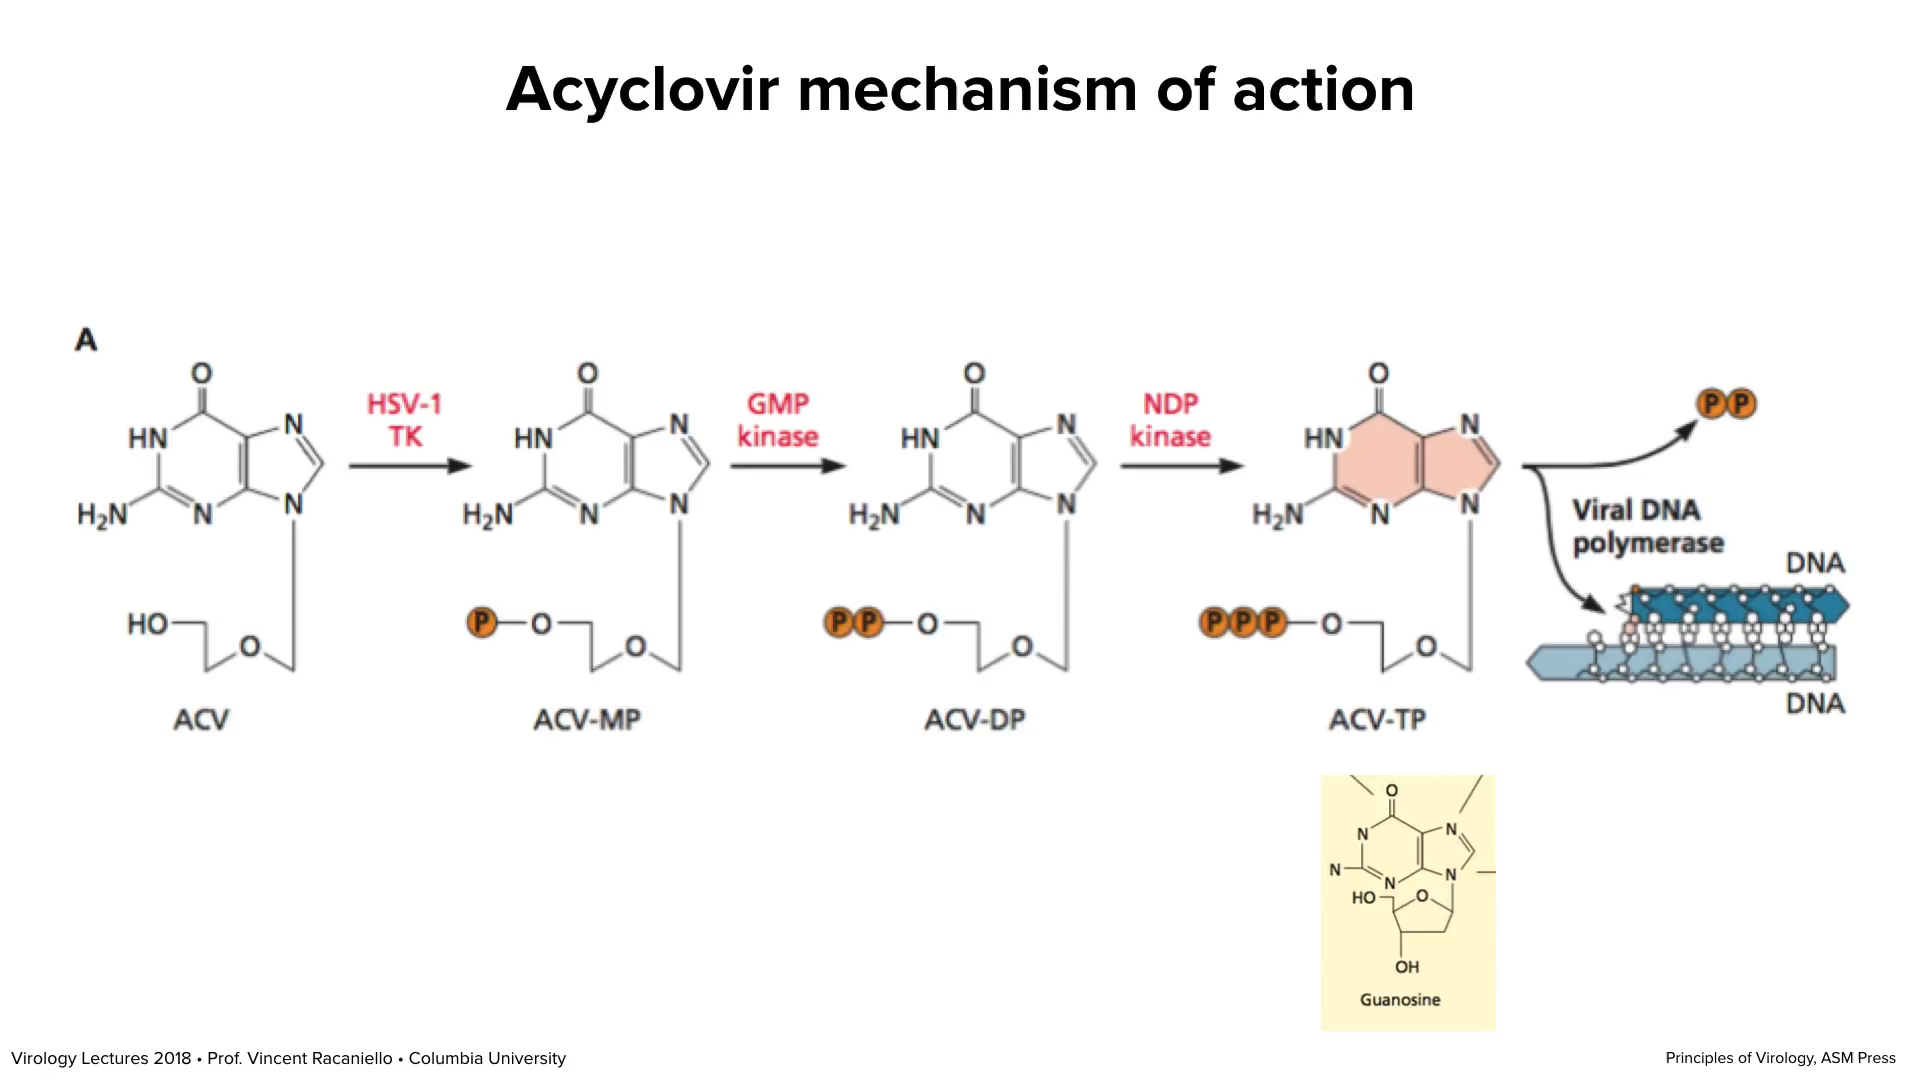 Acyclovir mechanism of action
A
O
N
HN
H₂N
N
N
HO
O
ACV
HSV-1
TK
O
N
HN
H₂N
N
N
P
O
O
ACV-MP
GMP
kinase
O
N
HN
H₂N
N
N
P P
O
O
ACV-DP
NDP
kinase
O
N
HN
H₂N
N
N
P P P
O
O
ACV-TP
P P
Viral DNA
polymerase
DNA
DNA
O
N
N
N
N
N
HO
O
OH
Guanosine
Virology Lectures 2018 • Prof. Vincent Racaniello • Columbia University
Principles of Virology, ASM Press